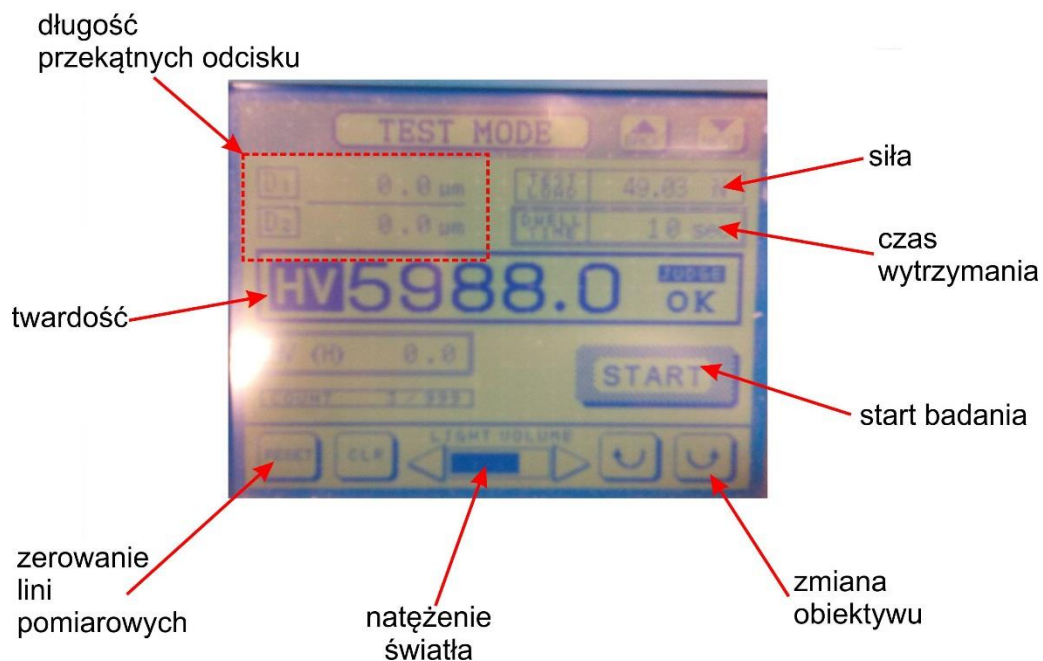 długość
przekątnych odcisku
TEST MODE
siła
D1 0.0 µm
TEST LOAD 49.03 N
D2 0.0 µm
DWELL TIME 10 sec
czas
wytrzymania
HV 5988.0 JUDGE OK
twardość
(H) 0.0
START
start badania
COUNT /999
LIGHT VOLUME
RESET CLR
zerowanie
lini
pomiarowych
natężenie
światła
zmiana
obiektywu